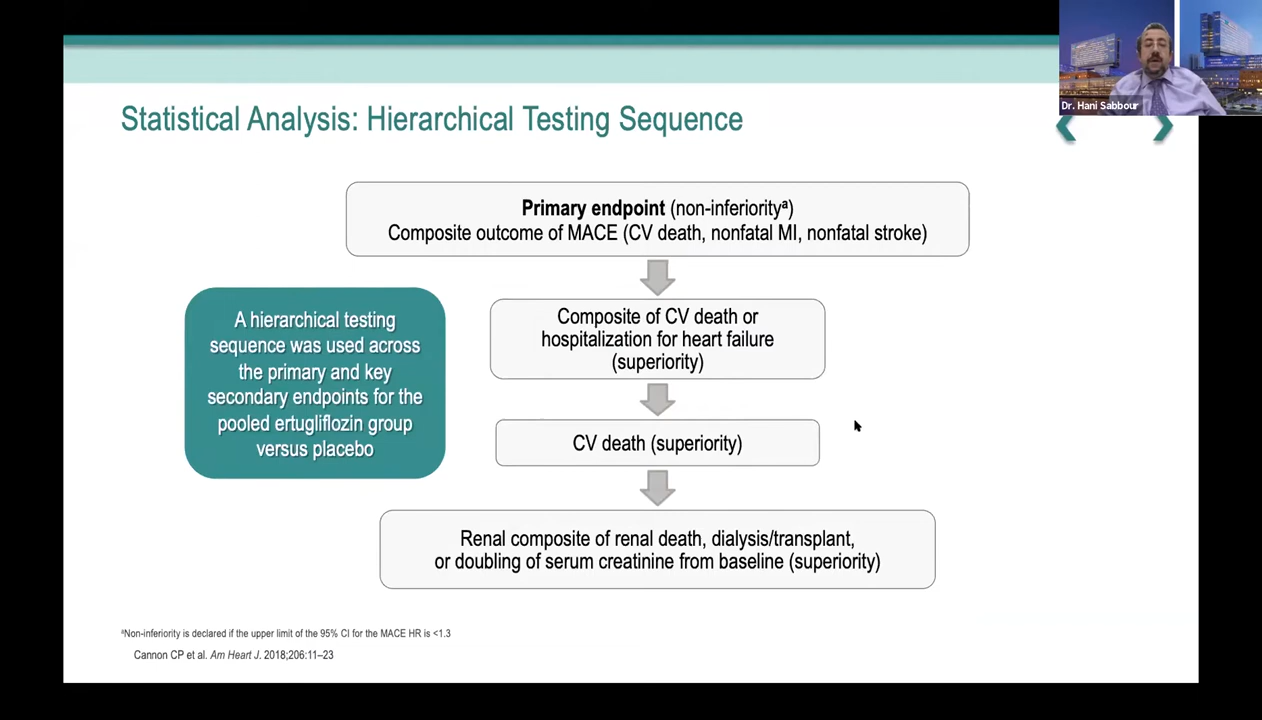 Dr. Hani Sabbour
Statistical Analysis: Hierarchical Testing Sequence
Primary endpoint (non-inferiorityᵃ)
Composite outcome of MACE (CV death, nonfatal MI, nonfatal stroke)
A hierarchical testing
sequence was used across
the primary and key
secondary endpoints for the
pooled ertugliflozin group
versus placebo
Composite of CV death or
hospitalization for heart failure
(superiority)
CV death (superiority)
Renal composite of renal death, dialysis/transplant,
or doubling of serum creatinine from baseline (superiority)
ᵃNon-inferiority is declared if the upper limit of the 95% CI for the MACE HR is <1.3
Cannon CP et al. Am Heart J. 2018;206:11–23